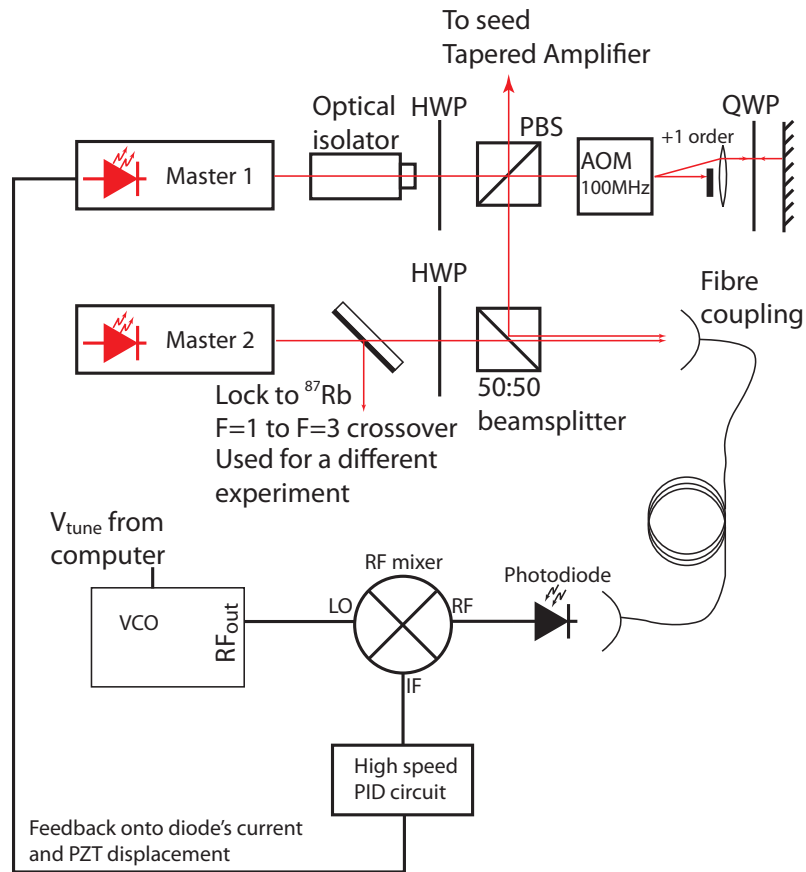 To seed
Tapered Amplifier
Optical
isolator
HWP
PBS
QWP
+1 order
Master 1
AOM
100MHz
HWP
Fibre
coupling
Master 2
50:50
beamsplitter
Lock to ⁸⁷Rb
F=1 to F=3 crossover
Used for a different
experiment
Vtune from
computer
RF mixer
Photodiode
VCO
RFout
LO
RF
IF
High speed
PID circuit
Feedback onto diode's current
and PZT displacement